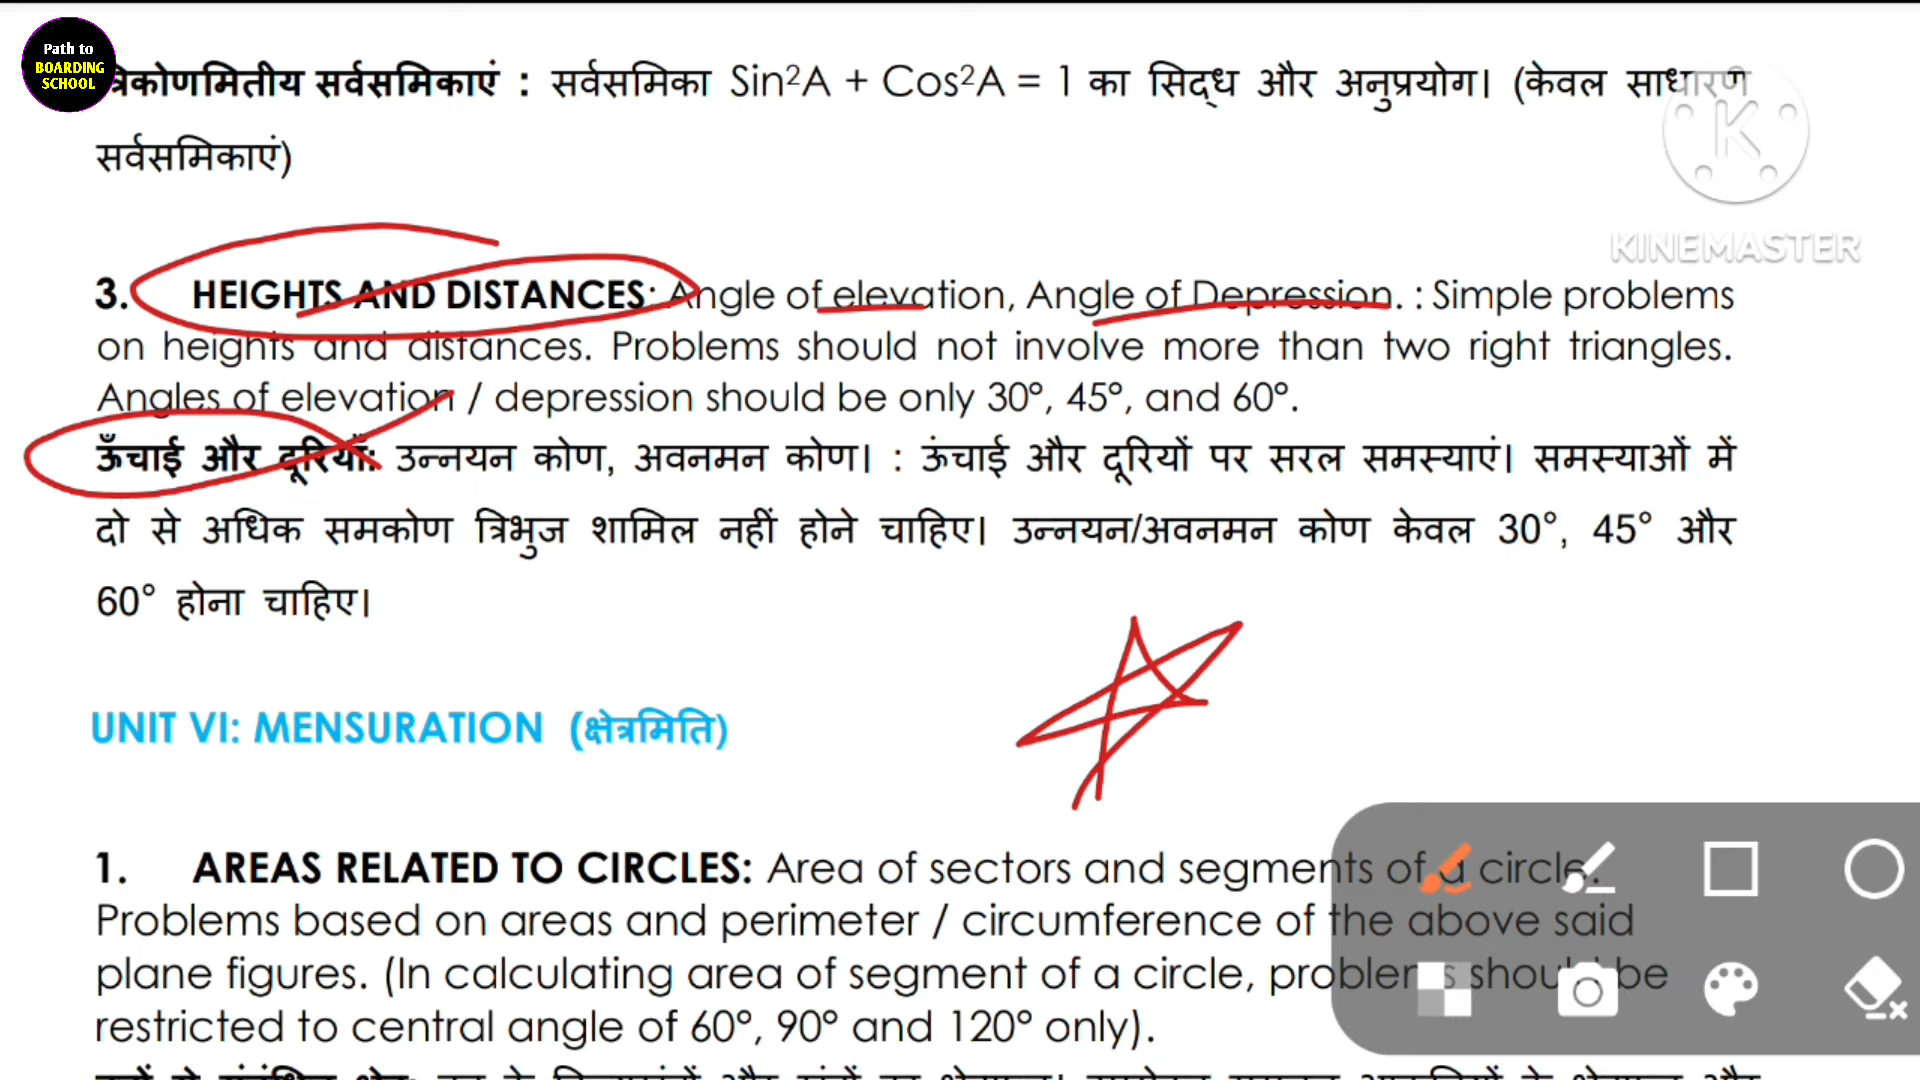 Path to
BOARDING
SCHOOL
त्रिकोणमितीय सर्वसमिकाएं : सर्वसमिका Sin²A + Cos²A = 1 का सिद्ध और अनुप्रयोग। (केवल साधारण
सर्वसमिकाएं)
KINEMASTER
3. HEIGHTS AND DISTANCES: Angle of elevation, Angle of Depression. : Simple problems
on heights and distances. Problems should not involve more than two right triangles.
Angles of elevation / depression should be only 30°, 45°, and 60°.
ऊँचाई और दूरियाँ: उन्नयन कोण, अवनमन कोण। : ऊंचाई और दूरियों पर सरल समस्याएं। समस्याओं में
दो से अधिक समकोण त्रिभुज शामिल नहीं होने चाहिए। उन्नयन/अवनमन कोण केवल 30°, 45° और
60° होना चाहिए।
UNIT VI: MENSURATION (क्षेत्रमिति)
1. AREAS RELATED TO CIRCLES: Area of sectors and segments of a circle.
Problems based on areas and perimeter / circumference of the above said
plane figures. (In calculating area of segment of a circle, problems should be
restricted to central angle of 60°, 90° and 120° only).